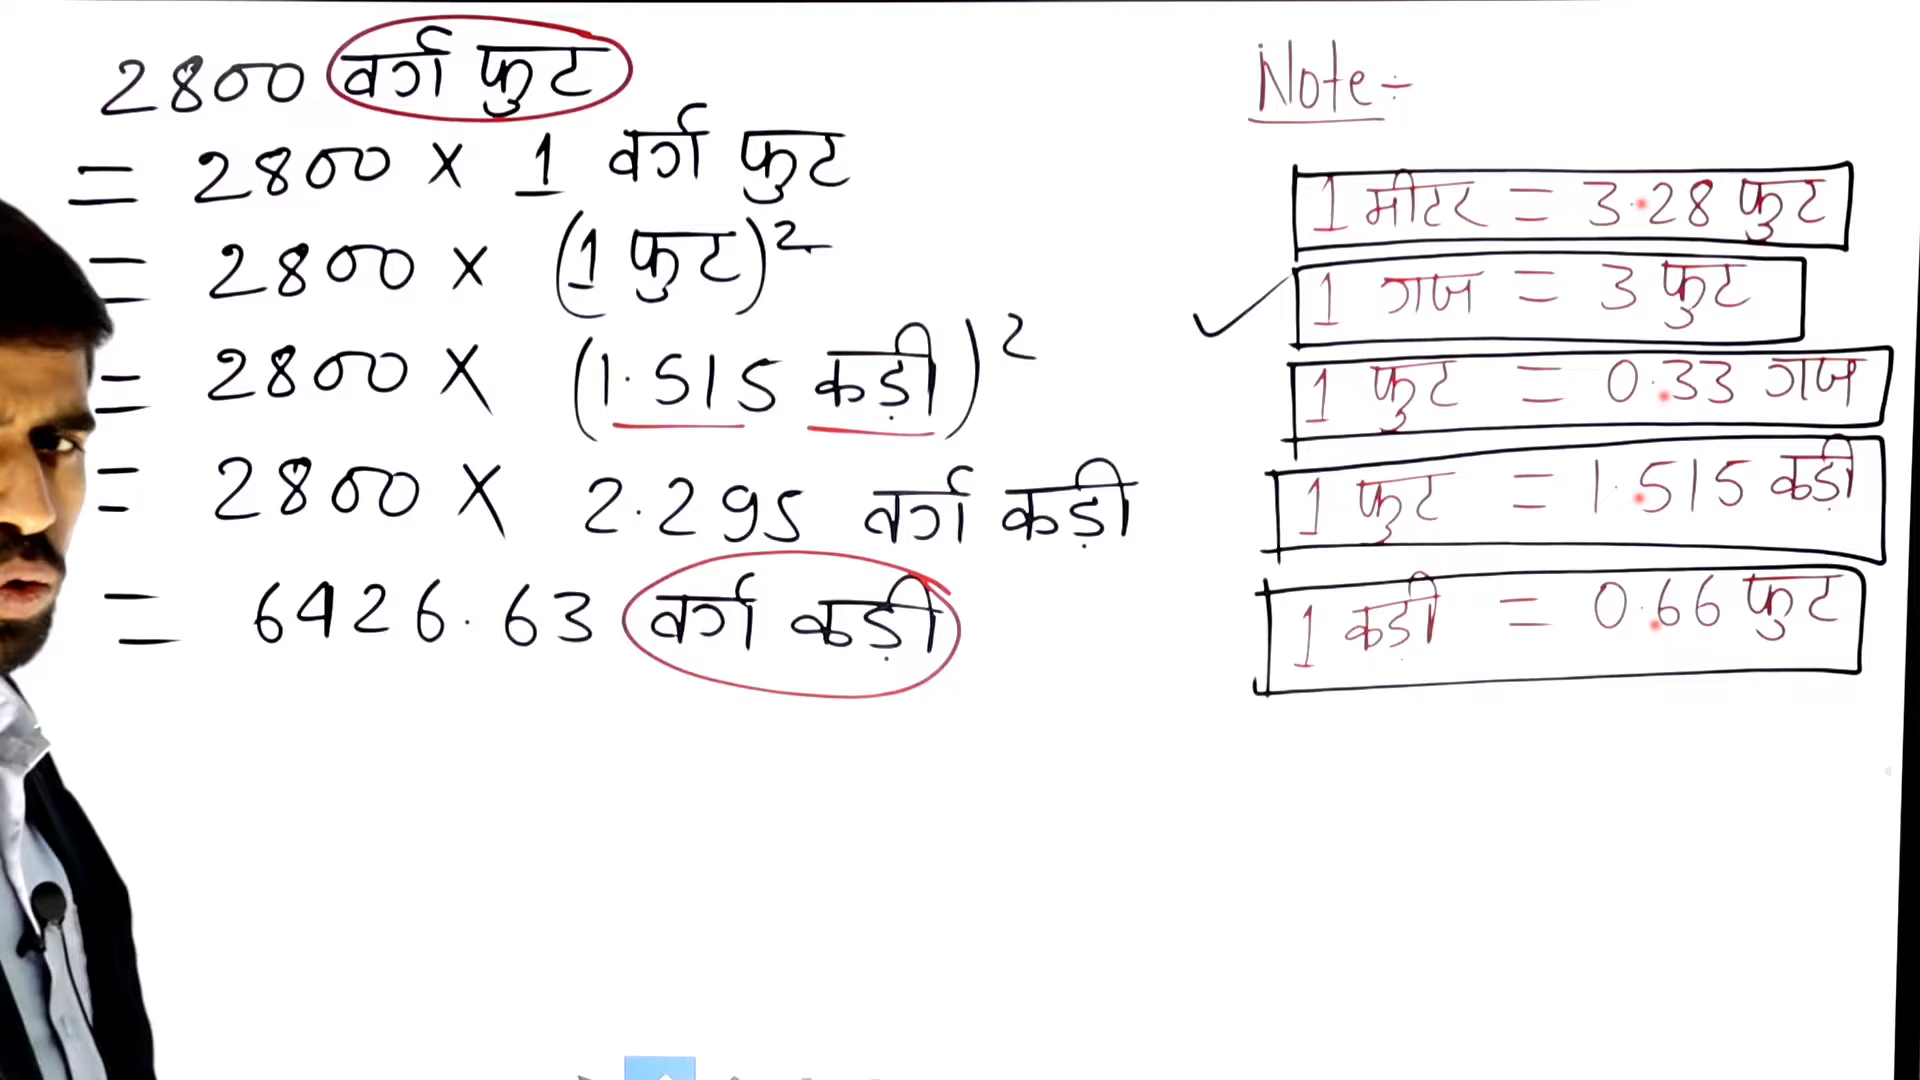 2800 वर्ग फुट
= 2800 × 1 वर्ग फुट
= 2800 × (1 फुट)²
= 2800 × (1.515 कड़ी)²
= 2800 × 2.295 वर्ग कड़ी
= 6426.63 वर्ग कड़ी
Note:-
1 मीटर = 3.28 फुट
1 गज = 3 फुट
1 फुट = 0.33 गज
1 फुट = 1.515 कड़ी
1 कड़ी = 0.66 फुट